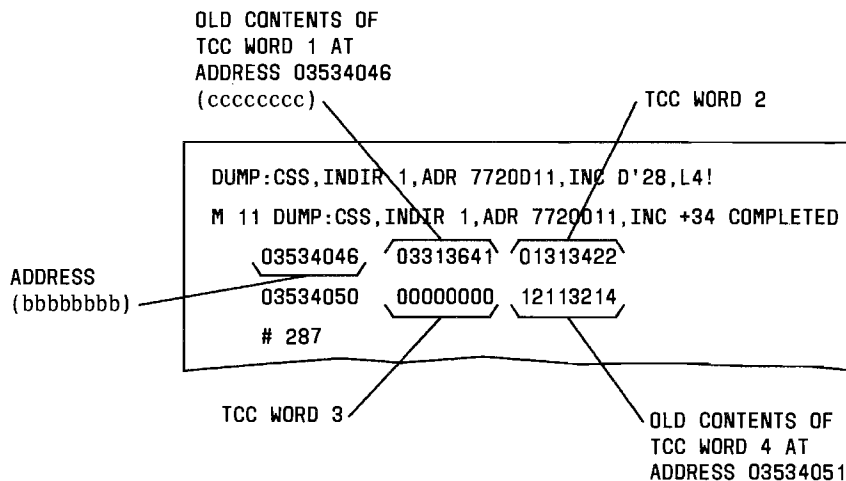 OLD CONTENTS OF
TCC WORD 1 AT
ADDRESS 03534046
(cccccccc)
TCC WORD 2
DUMP:CSS,INDIR 1,ADR 7720011,INC D'28,L4!
M 11 DUMP:CSS,INDIR 1,ADR 7720011,INC +34 COMPLETED
03534046 03313641 01313422
ADDRESS
(bbbbbbbb)
03534050 00000000 12113214
# 287
TCC WORD 3
OLD CONTENTS OF
TCC WORD 4 AT
ADDRESS 03534051